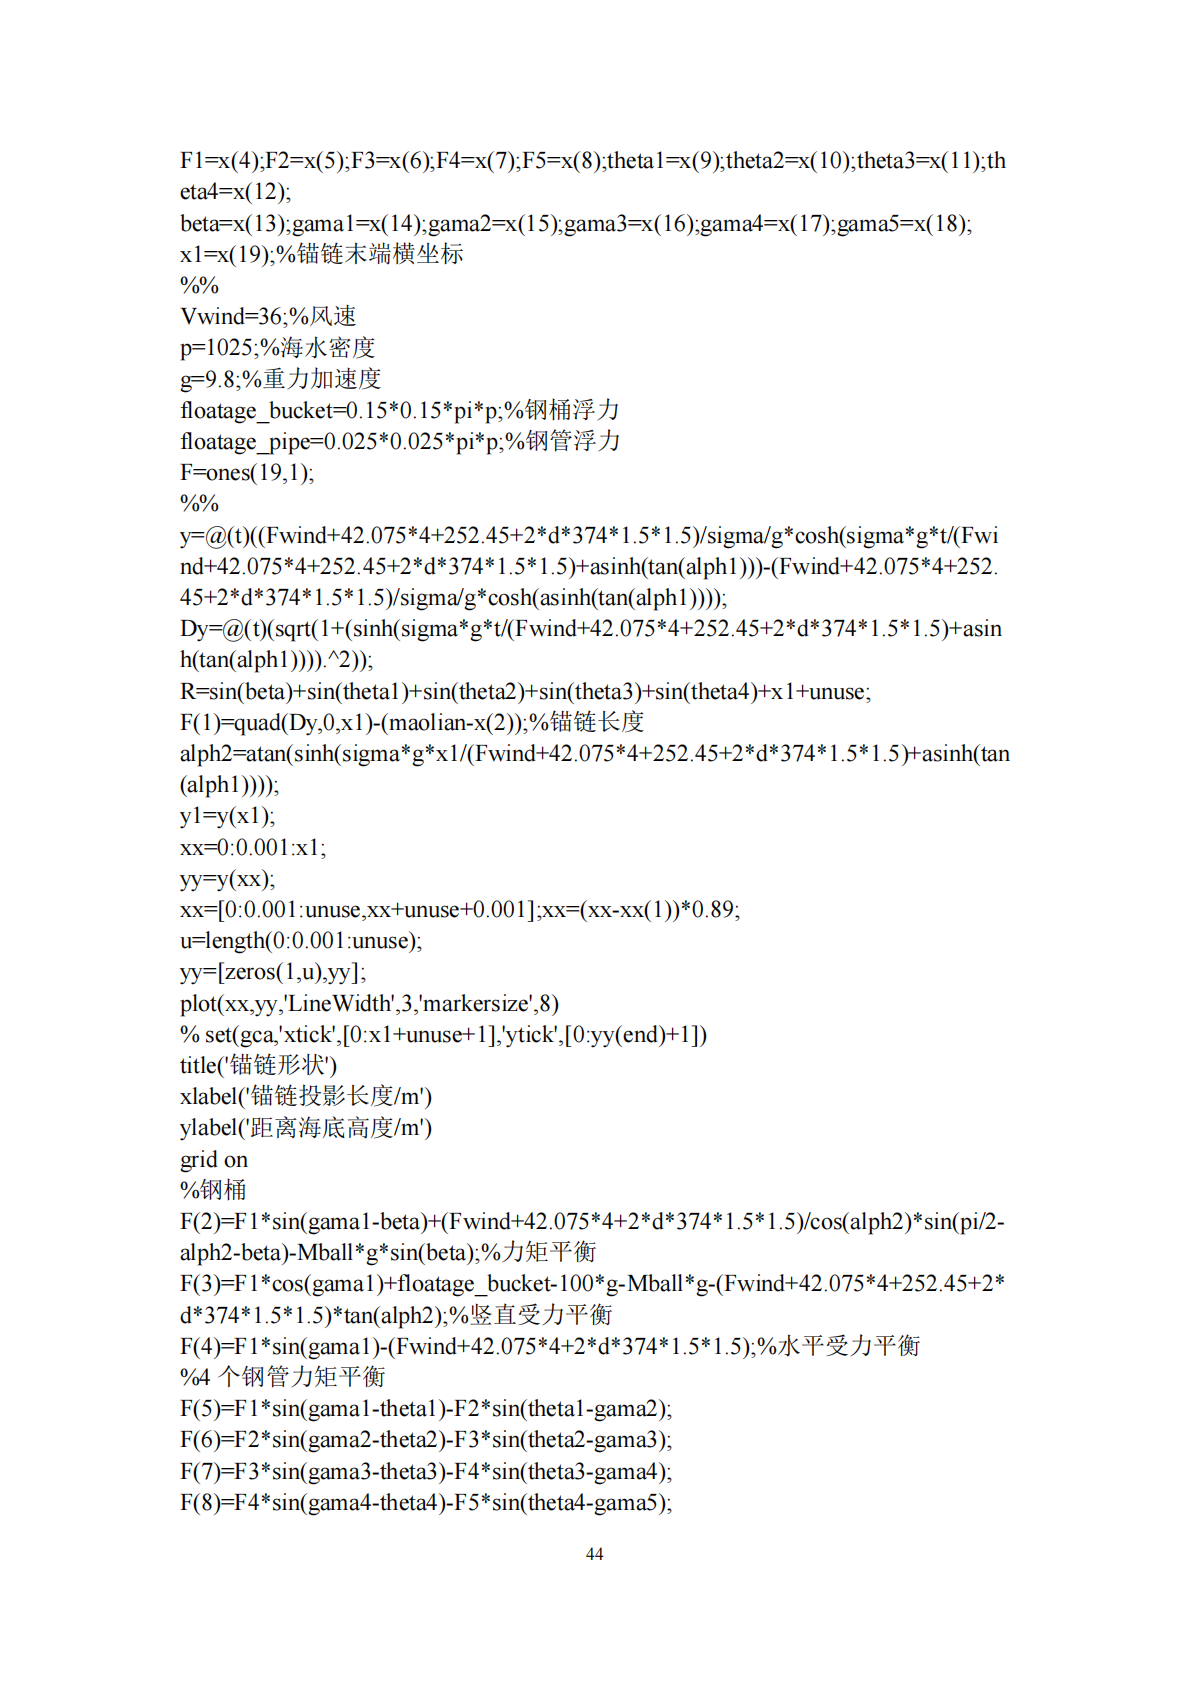 F1=x(4);F2=x(5);F3=x(6);F4=x(7);F5=x(8);theta1=x(9);theta2=x(10);theta3=x(11);th
eta4=x(12);
beta=x(13);gama1=x(14);gama2=x(15);gama3=x(16);gama4=x(17);gama5=x(18);
x1=x(19);%锚链末端横坐标
%%
Vwind=36;%风速
p=1025;%海水密度
g=9.8;%重力加速度
floatage_bucket=0.15*0.15*pi*p;%钢桶浮力
floatage_pipe=0.025*0.025*pi*p;%钢管浮力
F=ones(19,1);
%%
y=@(t)((Fwind+42.075*4+252.45+2*d*374*1.5*1.5)/sigma/g*cosh(sigma*g*t/(Fwi
nd+42.075*4+252.45+2*d*374*1.5*1.5)+asinh(tan(alph1)))-(Fwind+42.075*4+252.
45+2*d*374*1.5*1.5)/sigma/g*cosh(asinh(tan(alph1))));
Dy=@(t)(sqrt(1+(sinh(sigma*g*t/(Fwind+42.075*4+252.45+2*d*374*1.5*1.5)+asin
h(tan(alph1)))).^2));
R=sin(beta)+sin(theta1)+sin(theta2)+sin(theta3)+sin(theta4)+x1+unuse;
F(1)=quad(Dy,0,x1)-(maolian-x(2));%锚链长度
alph2=atan(sinh(sigma*g*x1/(Fwind+42.075*4+252.45+2*d*374*1.5*1.5)+asinh(tan
(alph1))));
y1=y(x1);
xx=0:0.001:x1;
yy=y(xx);
xx=[0:0.001:unuse,xx+unuse+0.001];xx=(xx-xx(1))*0.89;
u=length(0:0.001:unuse);
yy=[zeros(1,u),yy];
plot(xx,yy,'LineWidth',3,'markersize',8)
% set(gca,'xtick',[0:x1+unuse+1],'ytick',[0:yy(end)+1])
title('锚链形状')
xlabel('锚链投影长度/m')
ylabel('距离海底高度/m')
grid on
%钢桶
F(2)=F1*sin(gama1-beta)+(Fwind+42.075*4+2*d*374*1.5*1.5)/cos(alph2)*sin(pi/2-
alph2-beta)-Mball*g*sin(beta);%力矩平衡
F(3)=F1*cos(gama1)+floatage_bucket-100*g-Mball*g-(Fwind+42.075*4+252.45+2*
d*374*1.5*1.5)*tan(alph2);%竖直受力平衡
F(4)=F1*sin(gama1)-(Fwind+42.075*4+2*d*374*1.5*1.5);%水平受力平衡
%4 个钢管力矩平衡
F(5)=F1*sin(gama1-theta1)-F2*sin(theta1-gama2);
F(6)=F2*sin(gama2-theta2)-F3*sin(theta2-gama3);
F(7)=F3*sin(gama3-theta3)-F4*sin(theta3-gama4);
F(8)=F4*sin(gama4-theta4)-F5*sin(theta4-gama5);
44